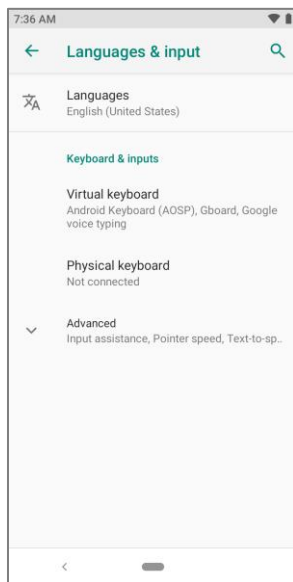 7:36 AM
Languages & input
Languages
English (United States)
Keyboard & inputs
Virtual keyboard
Android Keyboard (AOSP), Gboard, Google
voice typing
Physical keyboard
Not connected
Advanced
Input assistance, Pointer speed, Text-to-sp..